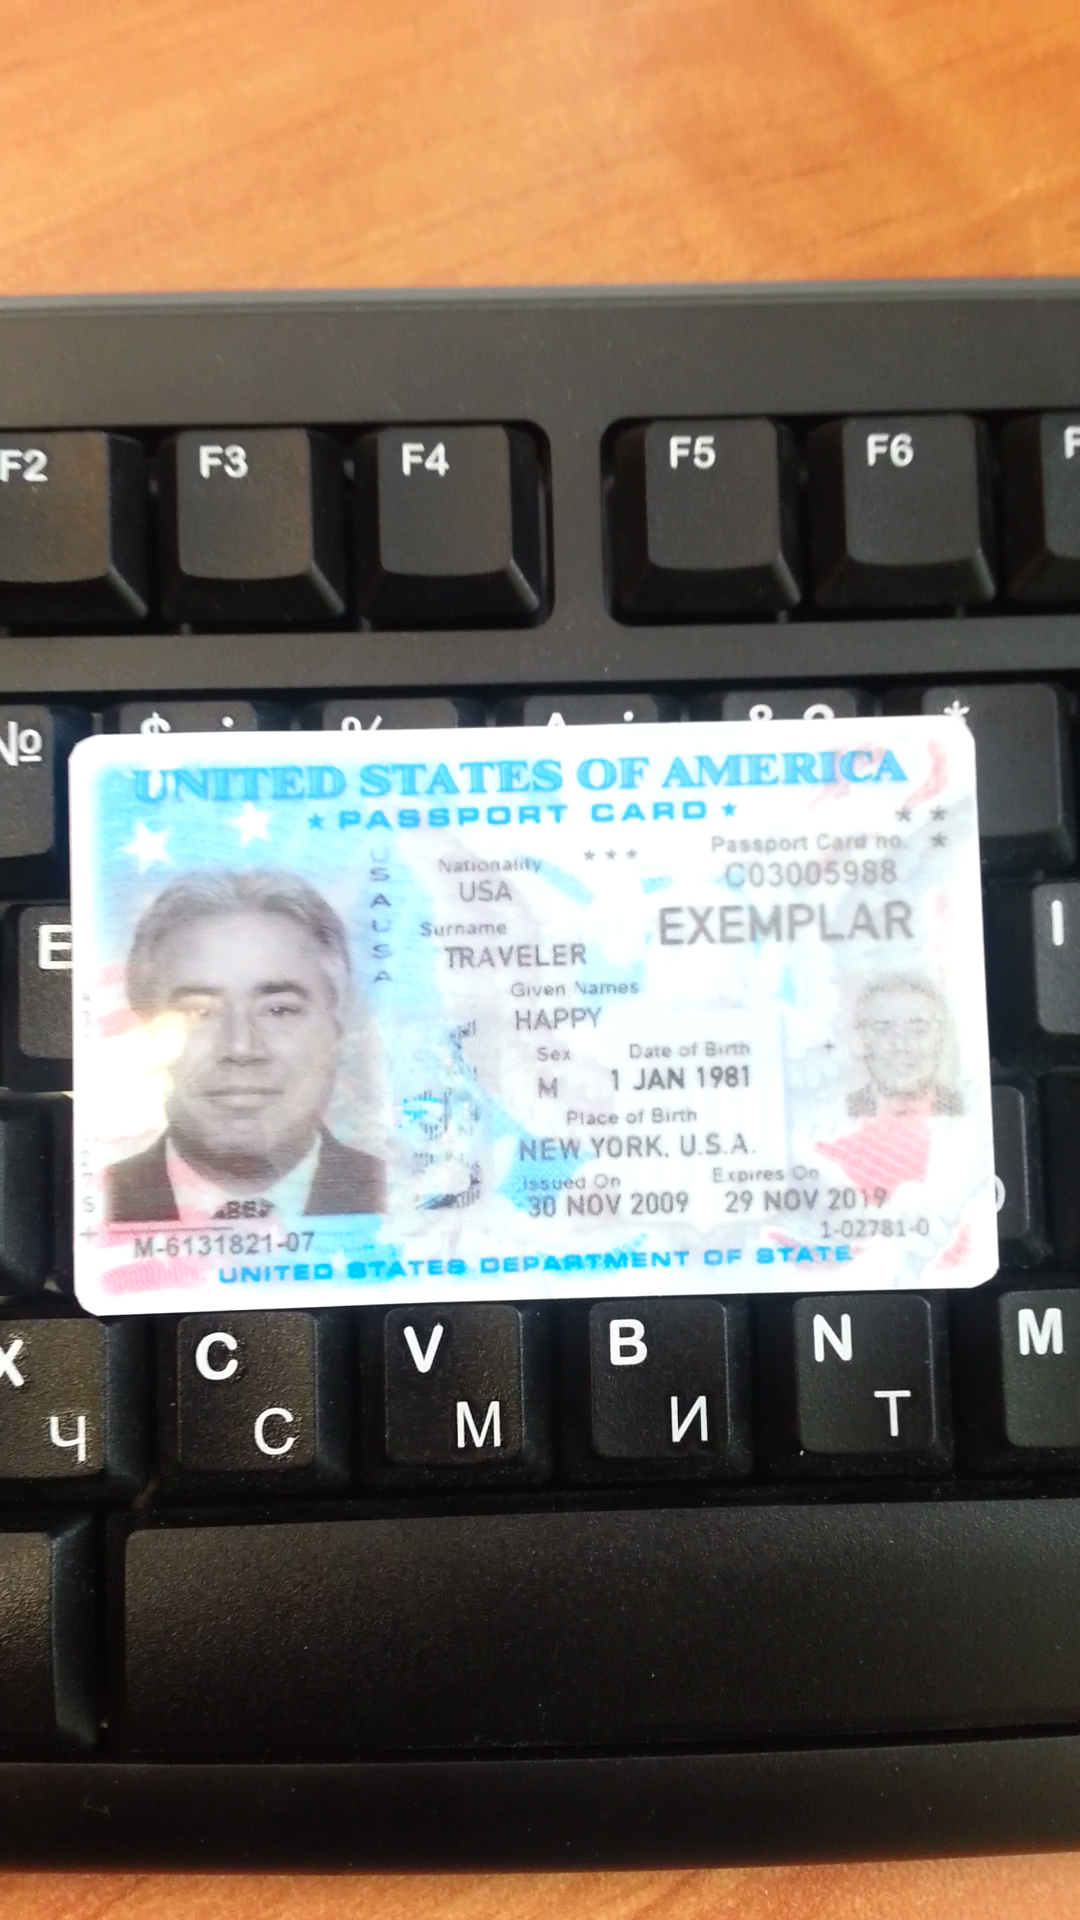 F2 F3 F4 F5 F6 F
№ $ ; % ^ : & ? *
UNITED STATES OF AMERICA
★ PASSPORT CARD ★
Nationality *** Passport Card no.
USA C03005988
EXEMPLAR
Surname
TRAVELER
Given Names
HAPPY
Sex Date of Birth
M 1 JAN 1981
Place of Birth
NEW YORK, U.S.A.
Issued On Expires On
30 NOV 2009 29 NOV 2019
1-02781-0
M-6131821-07
UNITED STATES DEPARTMENT OF STATE
USAUSA
E I
X C V B N M
Ч С М И Т